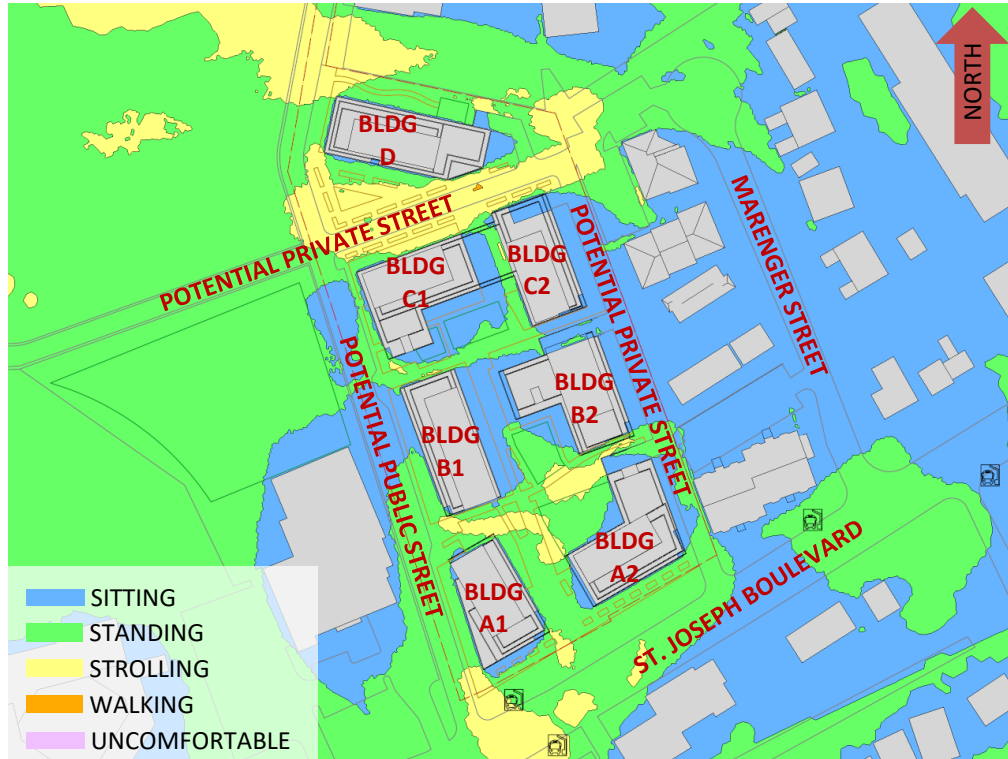 NORTH
BLDG
D
POTENTIAL PRIVATE STREET
MARENGER STREET
POTENTIAL PRIVATE STREET
BLDG
C1
BLDG
C2
POTENTIAL PUBLIC STREET
BLDG
B1
BLDG
B2
BLDG
A1
BLDG
A2
ST. JOSEPH BOULEVARD
SITTING
STANDING
STROLLING
WALKING
UNCOMFORTABLE